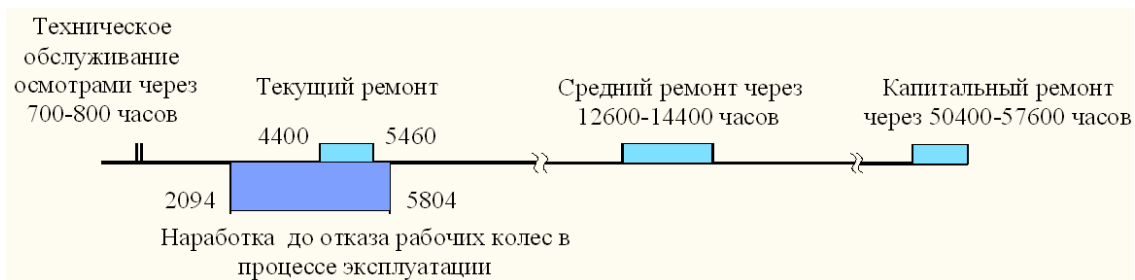 Техническое
обслуживание
осмотрами через
700-800 часов
Текущий ремонт
4400
5460
Средний ремонт через
12600-14400 часов
Капитальный ремонт
через 50400-57600 часов
2094
5804
Наработка до отказа рабочих колес в
процессе эксплуатации